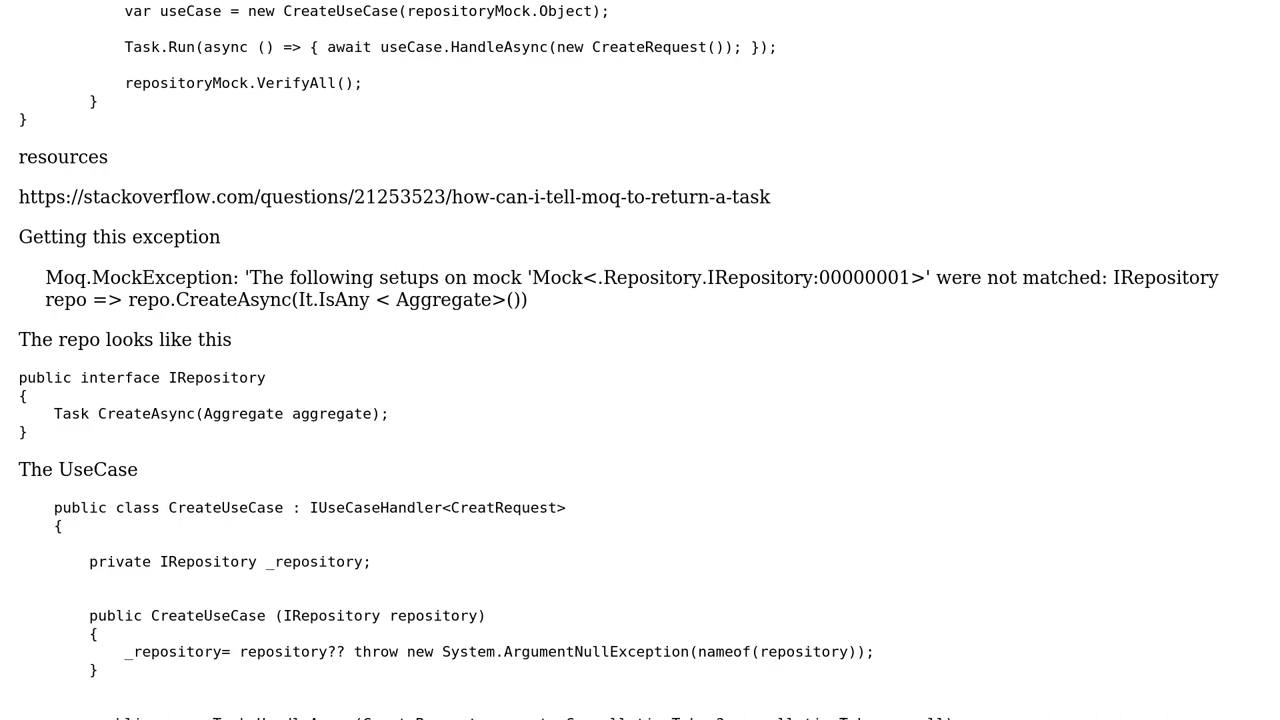 var useCase = new CreateUseCase(repositoryMock.Object);
Task.Run(async () => { await useCase.HandleAsync(new CreateRequest()); });
repositoryMock.VerifyAll();
}
}
resources
https://stackoverflow.com/questions/21253523/how-can-i-tell-moq-to-return-a-task
Getting this exception
Moq.MockException: 'The following setups on mock 'Mock<.Repository.IRepository:00000001>' were not matched: IRepository
repo => repo.CreateAsync(It.IsAny < Aggregate>())
The repo looks like this
public interface IRepository
{
Task CreateAsync(Aggregate aggregate);
}
The UseCase
public class CreateUseCase : IUseCaseHandler<CreatRequest>
{
private IRepository _repository;
public CreateUseCase (IRepository repository)
{
_repository= repository?? throw new System.ArgumentNullException(nameof(repository));
}